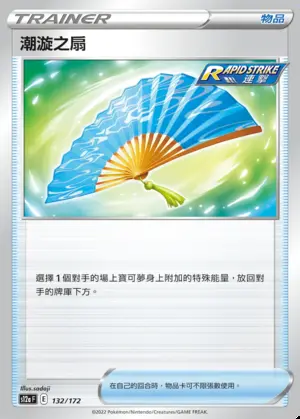 TRAINER
物品
潮漩之扇
RAPID STRIKE
連擊
選擇1個對手的場上寶可夢身上附加的特殊能量，放回對
手的牌庫下方。
Illus.sadaji
s12a F E 132/172
在自己的回合時，物品卡可不限張數使用。
©2022 Pokémon/Nintendo/Creatures/GAME FREAK.